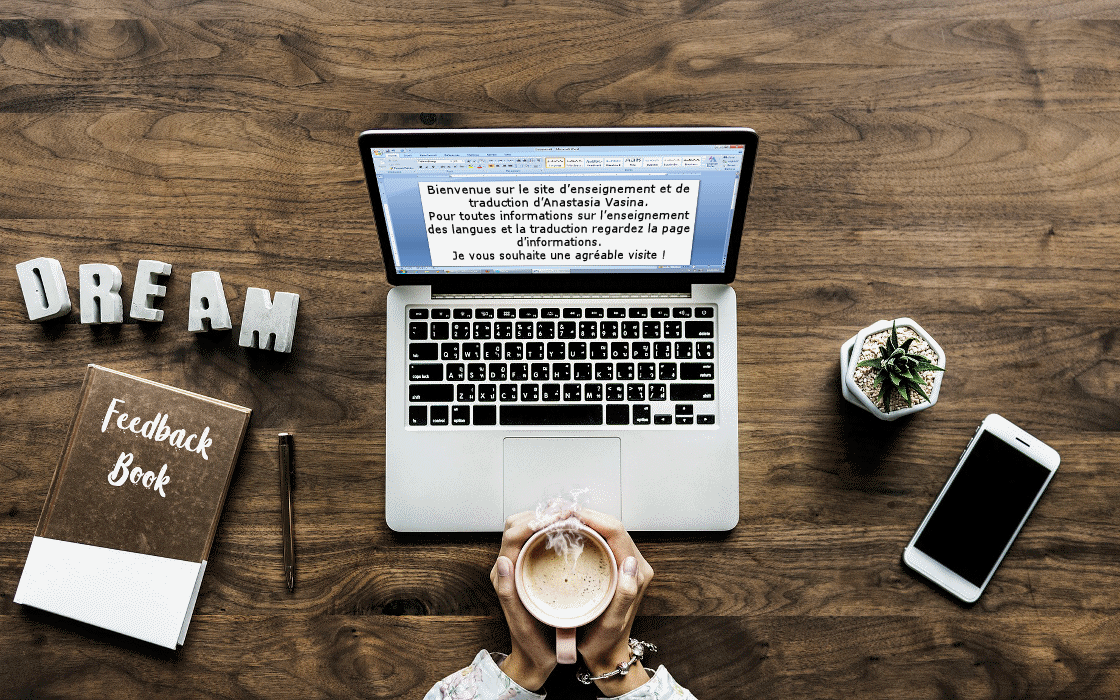 Bienvenue sur le site d'enseignement et de
traduction d'Anastasia Vasina.
Pour toutes informations sur l'enseignement
des langues et la traduction regardez la page
d'informations.
Je vous souhaite une agréable visite !
DREAM
Feedback
Book